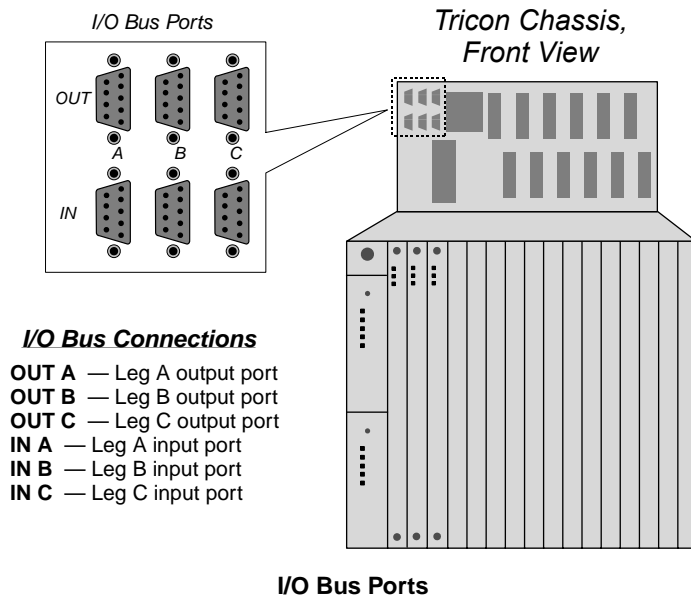 I/O Bus Ports
Tricon Chassis,
Front View
OUT
A B C
IN
I/O Bus Connections
OUT A — Leg A output port
OUT B — Leg B output port
OUT C — Leg C output port
IN A — Leg A input port
IN B — Leg B input port
IN C — Leg C input port
I/O Bus Ports